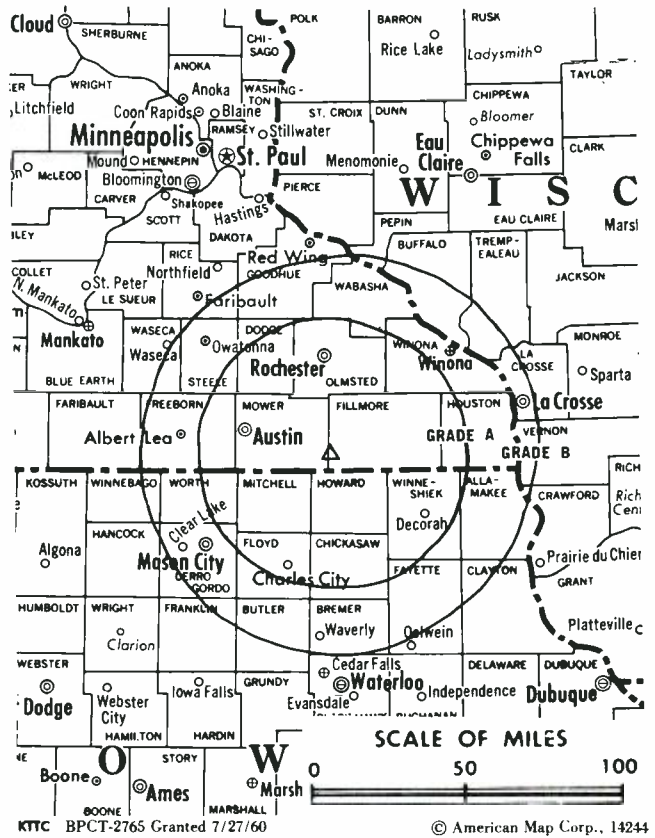 Cloud
SHERBURNE
POLK
BARRON
RUSK
CHI-
SAGO
Rice Lake
Ladysmith
TAYLOR
ANOKA
WRIGHT
WASHING-
TON
CHIPPEWA
Anoka
Litchfield
Coon Rapids
Blaine
ST. CROIX
DUNN
Bloomer
RAMSEY
Stillwater
Minneapolis
Eau
Claire
Chippewa
Falls
CLARK
St. Paul
Mound
HENNEPIN
Menomonie
McLEOD
Bloomington
PIERCE
W I S C
CARVER
Shakopee
Hastings
SCOTT
PEPIN
EAU CLAIRE
DAKOTA
BUFFALO
TREMP-
EALEAU
RICE
Red Wing
Northfield
GOODHUE
WABASHA
JACKSON
N. Mankato
St. Peter
LE SUEUR
Faribault
Mankato
WASECA
Waseca
DODGE
Owatonna
WINONA
Winona
MONROE
Rochester
LA
CROSSE
Sparta
BLUE EARTH
STEELE
OLMSTED
FARIBAULT
FREEBORN
MOWER
FILLMORE
HOUSTON
La Crosse
Albert Lea
Austin
GRADE A
VERNON
GRADE B
KOSSUTH
WINNEBAGO
WORTH
MITCHELL
HOWARD
WINNE-
SHIEK
ALLA-
MAKEE
RICH
CRAWFORD
Clear Lake
Decorah
HANCOCK
FLOYD
CHICKASAW
Algona
Mason City
CERRO
GORDO
Charles City
FAYETTE
CLAYTON
Prairie du Chien
GRANT
HUMBOLDT
WRIGHT
FRANKLIN
BUTLER
BREMER
Clarion
Waverly
Oelwein
Platteville
WEBSTER
Cedar Falls
DELAWARE
DUBUQUE
Iowa Falls
GRUNDY
Waterloo
Independence
Dubuque
Dodge
Webster
City
Evansdale
BUCHANAN
HAMILTON
HARDIN
SCALE OF MILES
O W
STORY
Boone
Ames
Marsh
0 50 100
BOONE
MARSHALL
KTTC BPCT-2765 Granted 7/27/60
© American Map Corp., 14244